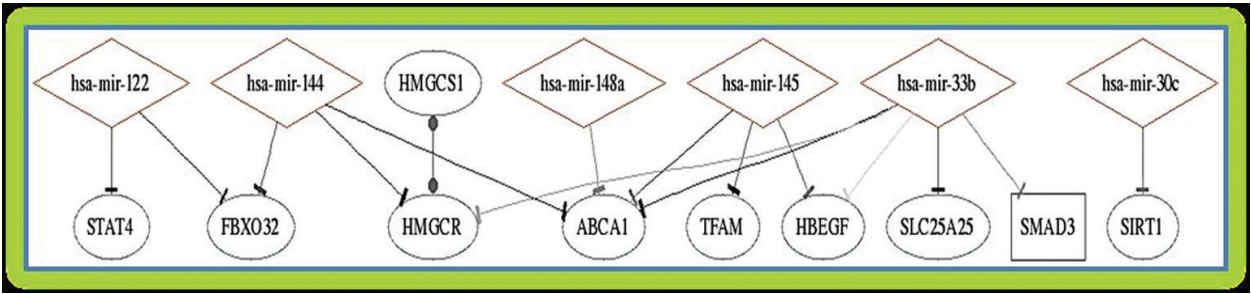 hsa-mir-122
hsa-mir-144
HMGCS1
hsa-mir-148a
hsa-mir-145
hsa-mir-33b
hsa-mir-30c
STAT4
FBXO32
HMGCR
ABCA1
TFAM
HBEGF
SLC25A25
SMAD3
SIRT1